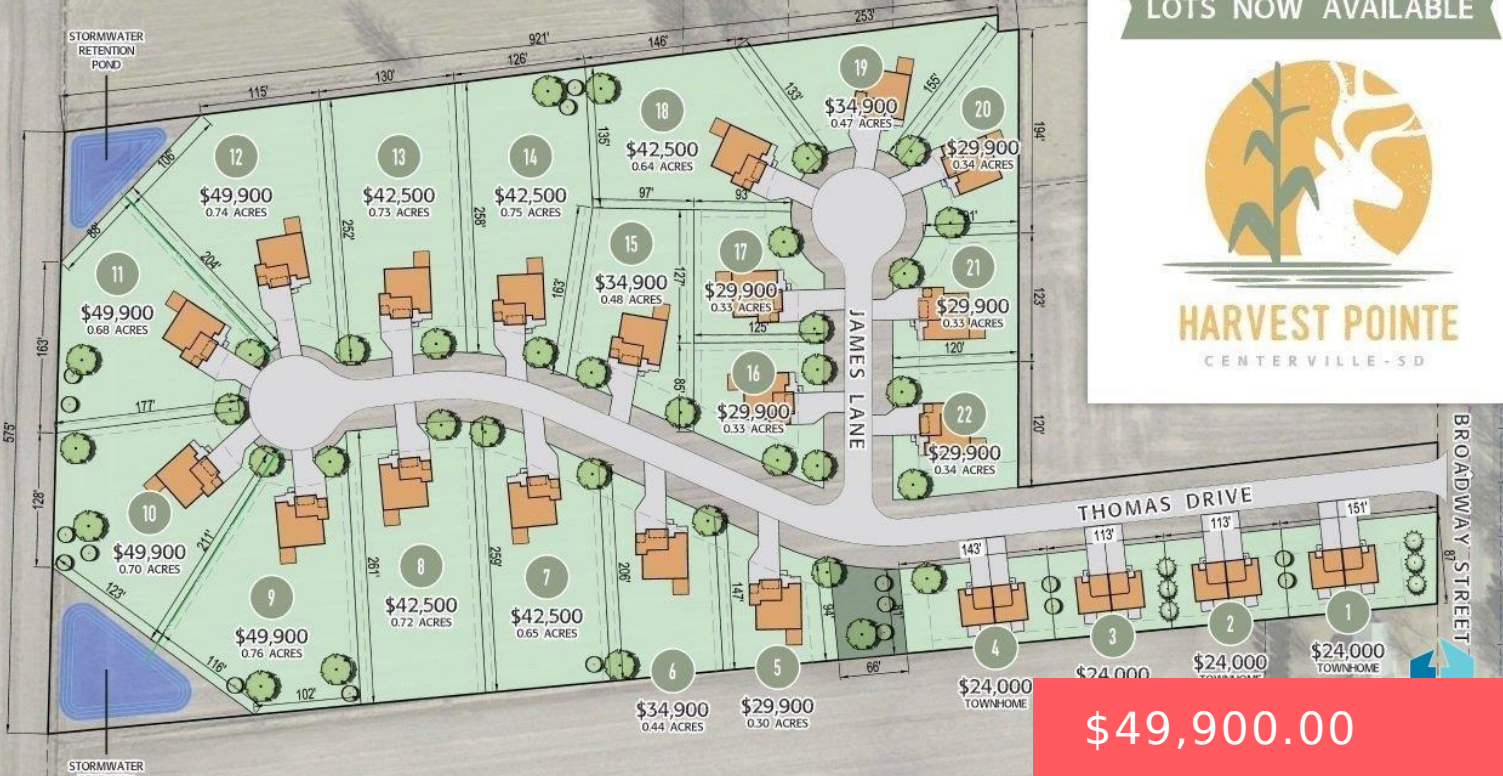 LOTS NOW AVAILABLE
HARVEST POINTE
CENTERVILLE-SD
STORMWATER
RETENTION
POND
921'
253'
146'
126'
130'
115'
106'
88'
575'
163'
128'
123'
116'
102'
177'
204'
211'
252'
258'
261'
259'
206'
147'
94'
81'
66'
135'
97'
93'
163'
127'
125'
85'
133'
155'
194'
123'
120'
120'
143'
113'
113'
151'
87'
12
$49,900
0.74 ACRES
13
$42,500
0.73 ACRES
14
$42,500
0.75 ACRES
18
$42,500
0.64 ACRES
19
$34,900
0.47 ACRES
20
$29,900
0.34 ACRES
11
$49,900
0.68 ACRES
15
$34,900
0.48 ACRES
17
$29,900
0.33 ACRES
21
$29,900
0.33 ACRES
16
$29,900
0.33 ACRES
22
$29,900
0.34 ACRES
JAMES LANE
THOMAS DRIVE
BROADWAY STREET
10
$49,900
0.70 ACRES
9
$49,900
0.76 ACRES
8
$42,500
0.72 ACRES
7
$42,500
0.65 ACRES
6
$34,900
0.44 ACRES
5
$29,900
0.30 ACRES
4
$24,000
TOWNHOME
3
$24,000
2
$24,000
TOWNHOME
1
$24,000
TOWNHOME
STORMWATER
$49,900.00